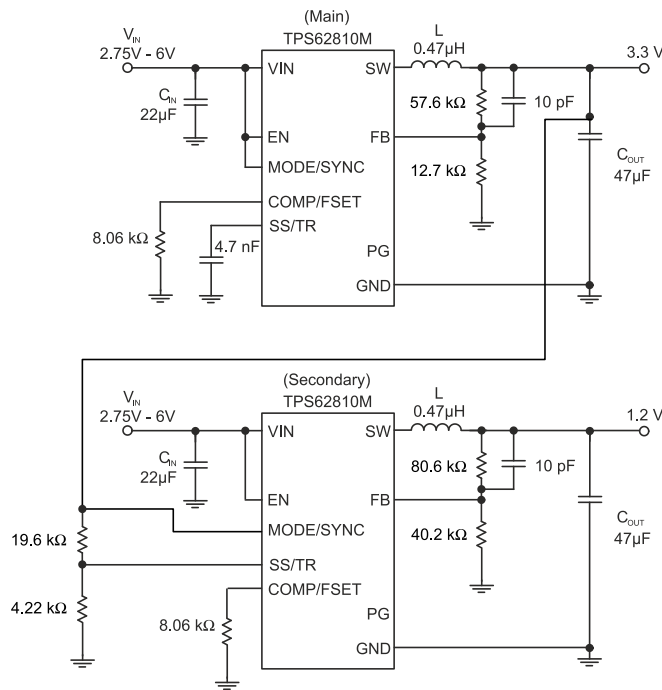 (Main)
TPS62810M
V_IN
2.75V - 6V
C_IN
22µF
VIN
EN
MODE/SYNC
COMP/FSET
SS/TR
8.06 kΩ
4.7 nF
SW
FB
PG
GND
L
0.47µH
57.6 kΩ
10 pF
12.7 kΩ
3.3 V
C_OUT
47µF
(Secondary)
TPS62810M
V_IN
2.75V - 6V
C_IN
22µF
VIN
EN
MODE/SYNC
SS/TR
COMP/FSET
19.6 kΩ
4.22 kΩ
8.06 kΩ
SW
FB
PG
GND
L
0.47µH
80.6 kΩ
10 pF
40.2 kΩ
1.2 V
C_OUT
47µF